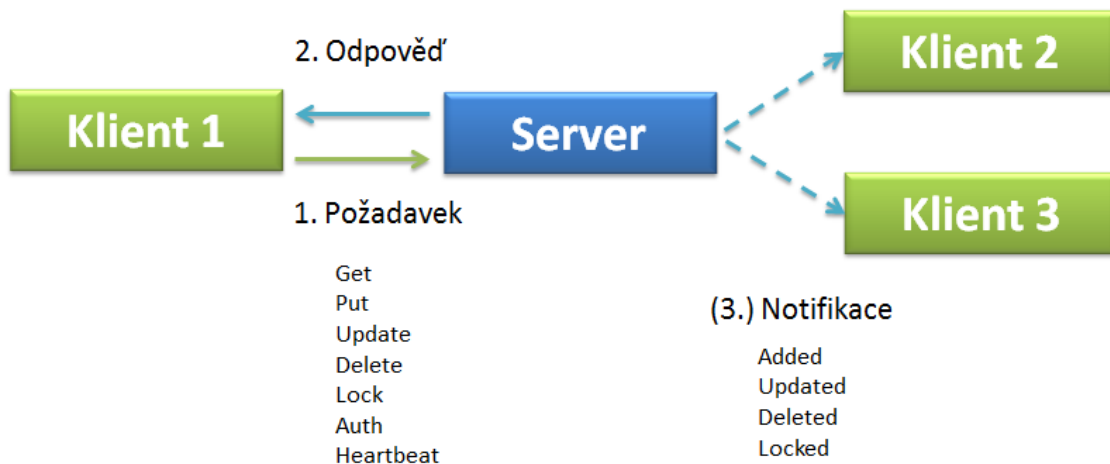 2. Odpověď
Klient 1
Server
Klient 2
Klient 3
1. Požadavek
Get
Put
Update
Delete
Lock
Auth
Heartbeat
(3.) Notifikace
Added
Updated
Deleted
Locked